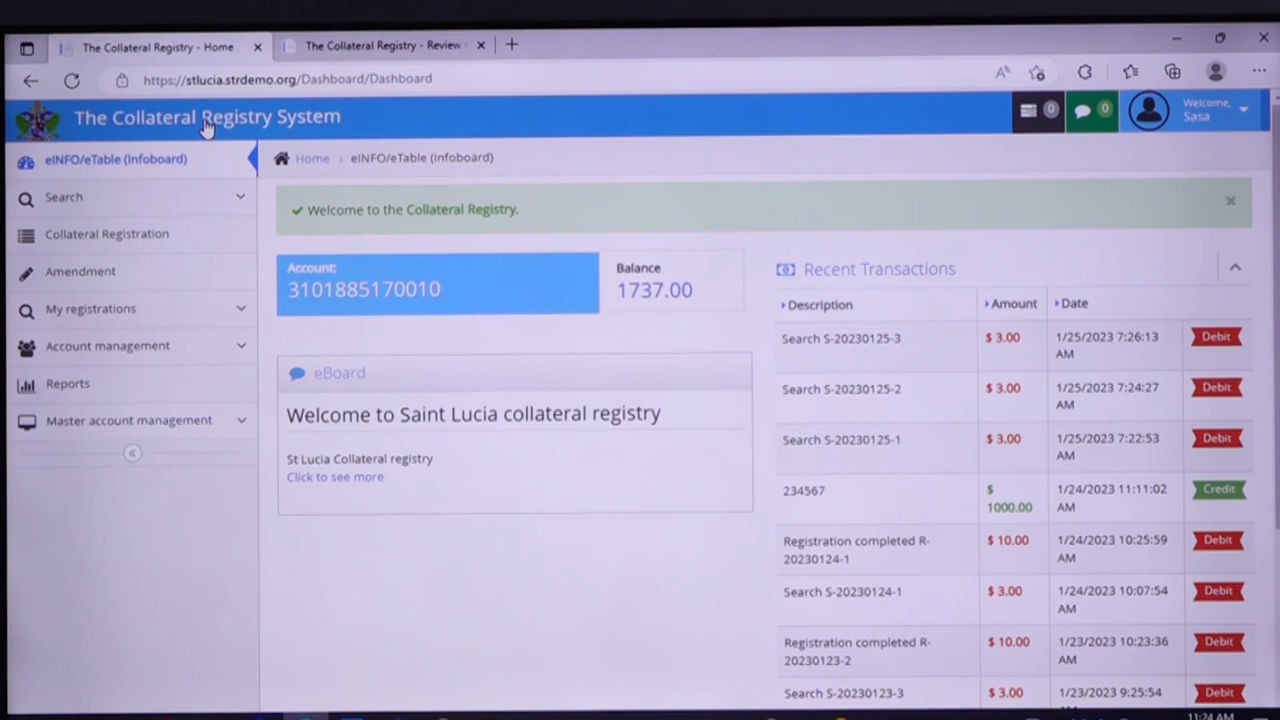 The Collateral Registry - Home
The Collateral Registry - Review
https://stlucia.strdemo.org/Dashboard/Dashboard
The Collateral Registry System
0
0
Welcome,
Sasa
eINFO/eTable (Infoboard)
Search
Collateral Registration
Amendment
My registrations
Account management
Reports
Master account management
Home > eINFO/eTable (Infoboard)
Welcome to the Collateral Registry.
Account:
3101885170010
Balance
1737.00
eBoard
Welcome to Saint Lucia collateral registry
St Lucia Collateral registry
Click to see more
Recent Transactions
Description Amount Date
Search S-20230125-3 $ 3.00 1/25/2023 7:26:13 Debit
AM
Search S-20230125-2 $ 3.00 1/25/2023 7:24:27 Debit
AM
Search S-20230125-1 $ 3.00 1/25/2023 7:22:53 Debit
AM
234567 $ 1/24/2023 11:11:02 Credit
1000.00 AM
Registration completed R- $ 10.00 1/24/2023 10:25:59 Debit
20230124-1 AM
Search S-20230124-1 $ 3.00 1/24/2023 10:07:54 Debit
AM
Registration completed R- $ 10.00 1/23/2023 10:23:36 Debit
20230123-2 AM
Search S-20230123-3 $ 3.00 1/23/2023 9:25:54 Debit
11:24 AM